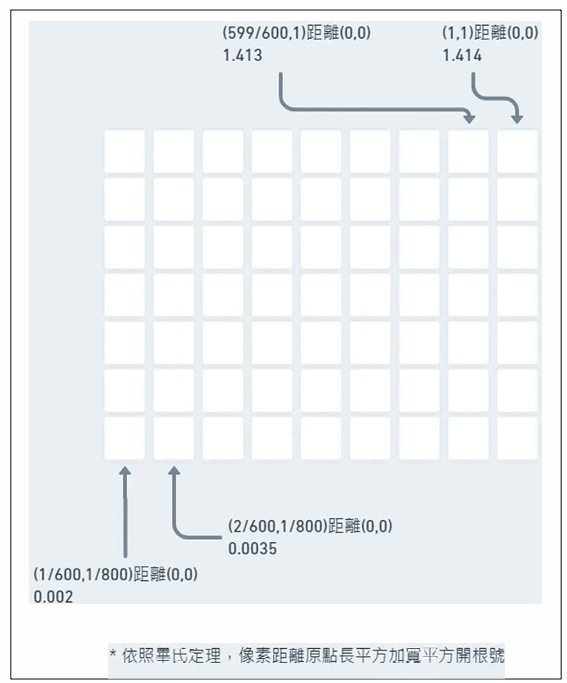 (599/600,1)距離(0,0)
1.413
(1,1)距離(0,0)
1.414
(2/600,1/800)距離(0,0)
0.0035
(1/600,1/800)距離(0,0)
0.002
* 依照畢氏定理，像素距離原點長平方加寬平方開根號